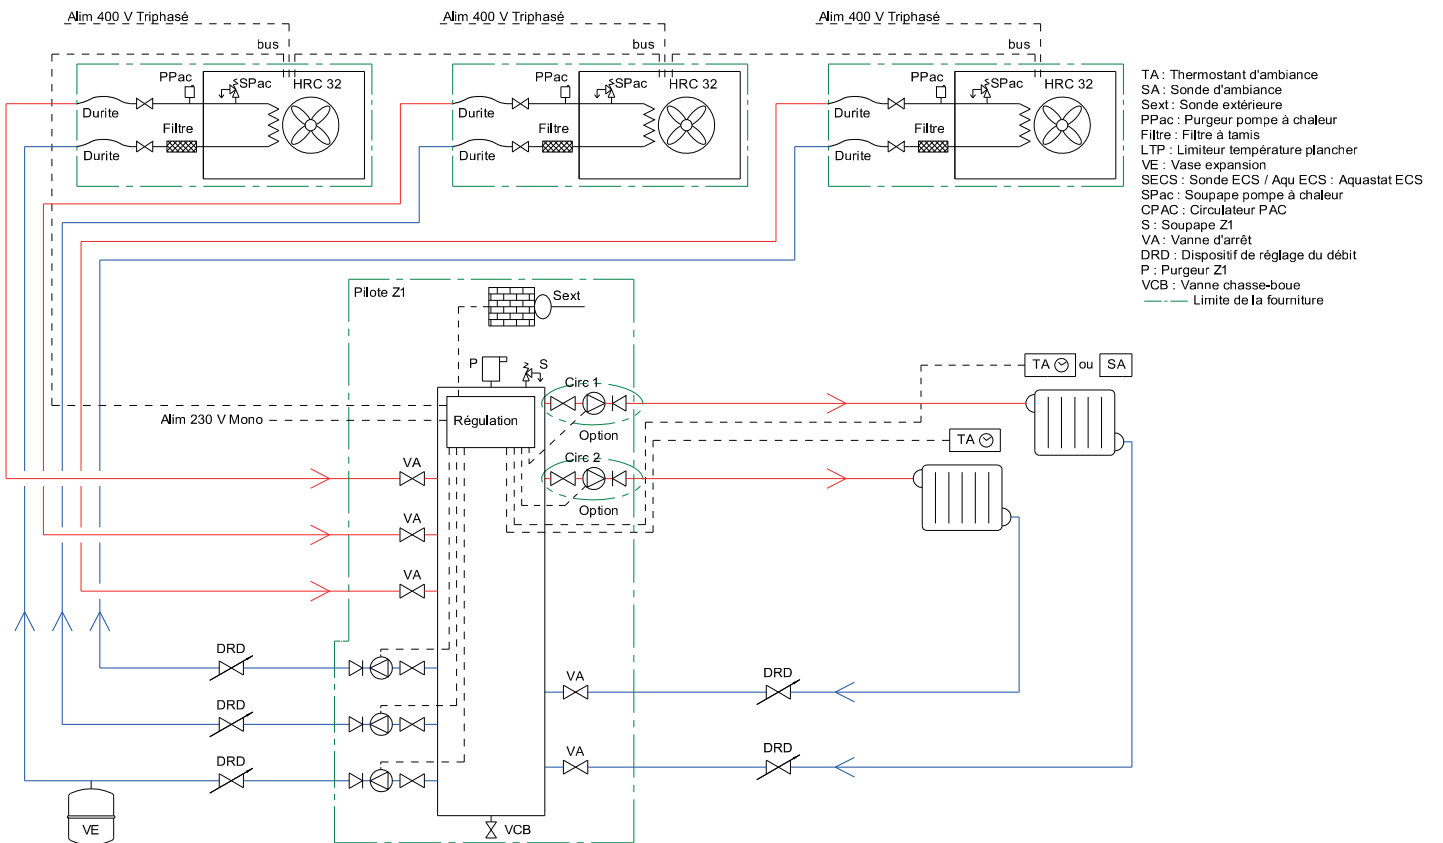 Alim 400 V Triphasé
Alim 400 V Triphasé
Alim 400 V Triphasé
bus
bus
bus
PPac
SPac
HRC 32
PPac
SPac
HRC 32
PPac
SPac
HRC 32
Durite
Durite
Durite
Filtre
Filtre
Filtre
Durite
Durite
Durite
TA : Thermostant d'ambiance
SA : Sonde d'ambiance
Sext : Sonde extérieure
PPac : Purgeur pompe à chaleur
Filtre : Filtre à tamis
LTP : Limiteur température plancher
VE : Vase expansion
SECS : Sonde ECS / Aqu ECS : Aquastat ECS
SPac : Soupape pompe à chaleur
CPAC : Circulateur PAC
S : Soupape Z1
VA : Vanne d'arrêt
DRD : Dispositif de réglage du débit
P : Purgeur Z1
VCB : Vanne chasse-boue
Limite de la fourniture
Pilote Z1
Sext
P
S
Circ 1
TA ou SA
Alim 230 V Mono
Régulation
Option
TA
VA
Circ 2
Option
VA
VA
DRD
VA
DRD
DRD
VA
DRD
DRD
VE
VCB